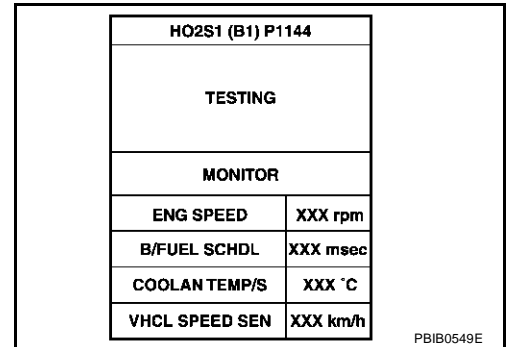 HO2S1 (B1) P1144
TESTING
MONITOR
ENG SPEED XXX rpm
B/FUEL SCHDL XXX msec
COOLAN TEMP/S XXX °C
VHCL SPEED SEN XXX km/h
PBIB0549E